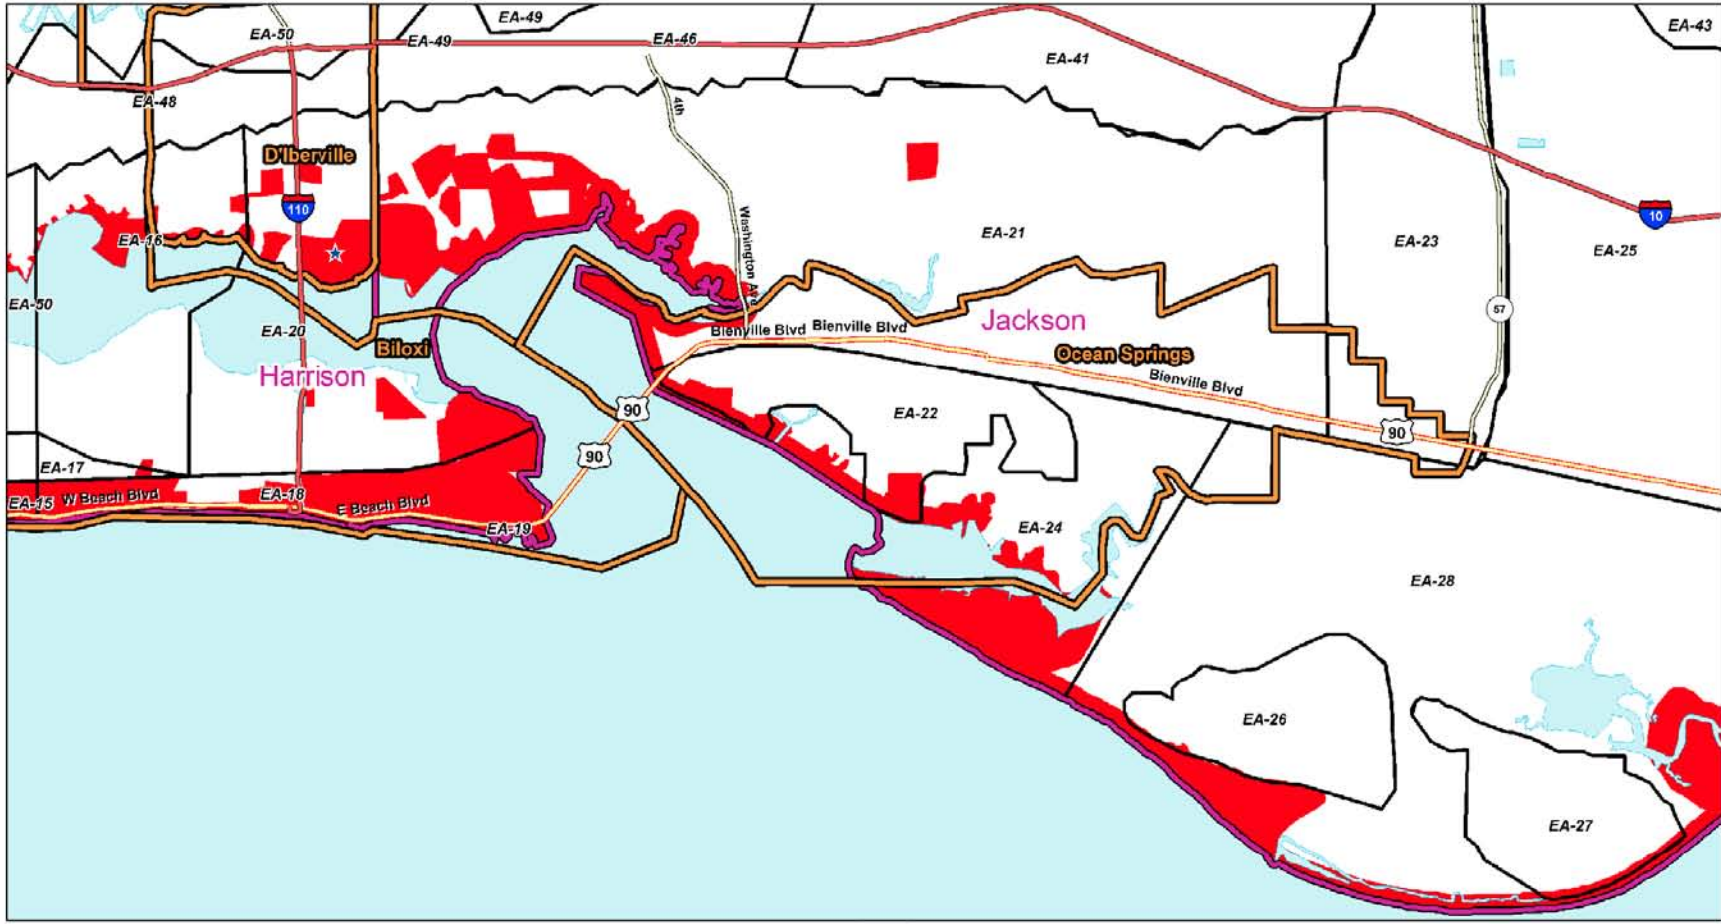 EA-49
EA-43
EA-50
EA-49
EA-46
EA-41
EA-48
4th
D'Iberville
110
10
Washington Ave
EA-16
EA-21
EA-23
EA-25
EA-50
57
EA-20
Bienville Blvd
Bienville Blvd
Jackson
Biloxi
Ocean Springs
Harrison
Bienville Blvd
90
EA-22
90
90
EA-17
EA-15
W Beach Blvd
EA-18
E Beach Blvd
EA-19
EA-24
EA-28
EA-26
EA-27